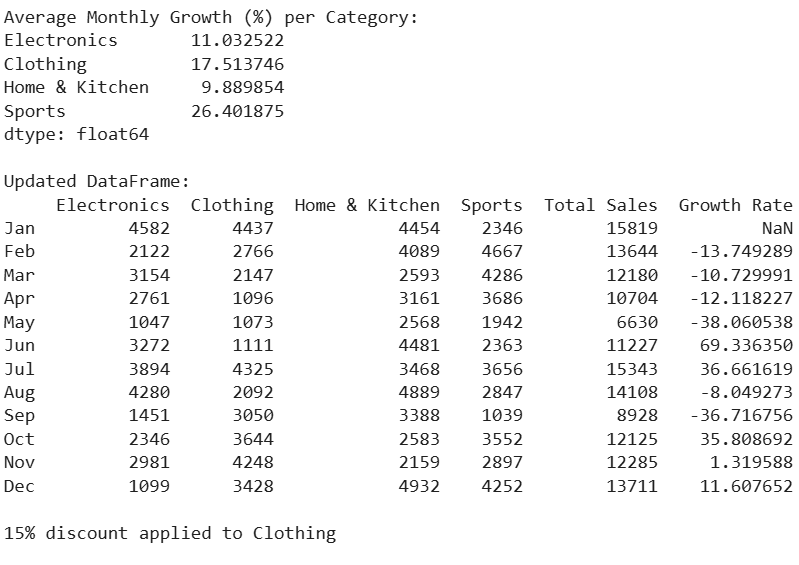 Average Monthly Growth (%) per Category:
Electronics       11.032522
Clothing          17.513746
Home & Kitchen     9.889854
Sports            26.401875
dtype: float64

Updated DataFrame:
     Electronics  Clothing  Home & Kitchen  Sports  Total Sales  Growth Rate
Jan         4582      4437            4454    2346        15819          NaN
Feb         2122      2766            4089    4667        13644   -13.749289
Mar         3154      2147            2593    4286        12180   -10.729991
Apr         2761      1096            3161    3686        10704   -12.118227
May         1047      1073            2568    1942         6630   -38.060538
Jun         3272      1111            4481    2363        11227    69.336350
Jul         3894      4325            3468    3656        15343    36.661619
Aug         4280      2092            4889    2847        14108    -8.049273
Sep         1451      3050            3388    1039         8928   -36.716756
Oct         2346      3644            2583    3552        12125    35.808692
Nov         2981      4248            2159    2897        12285     1.319588
Dec         1099      3428            4932    4252        13711    11.607652

15% discount applied to Clothing